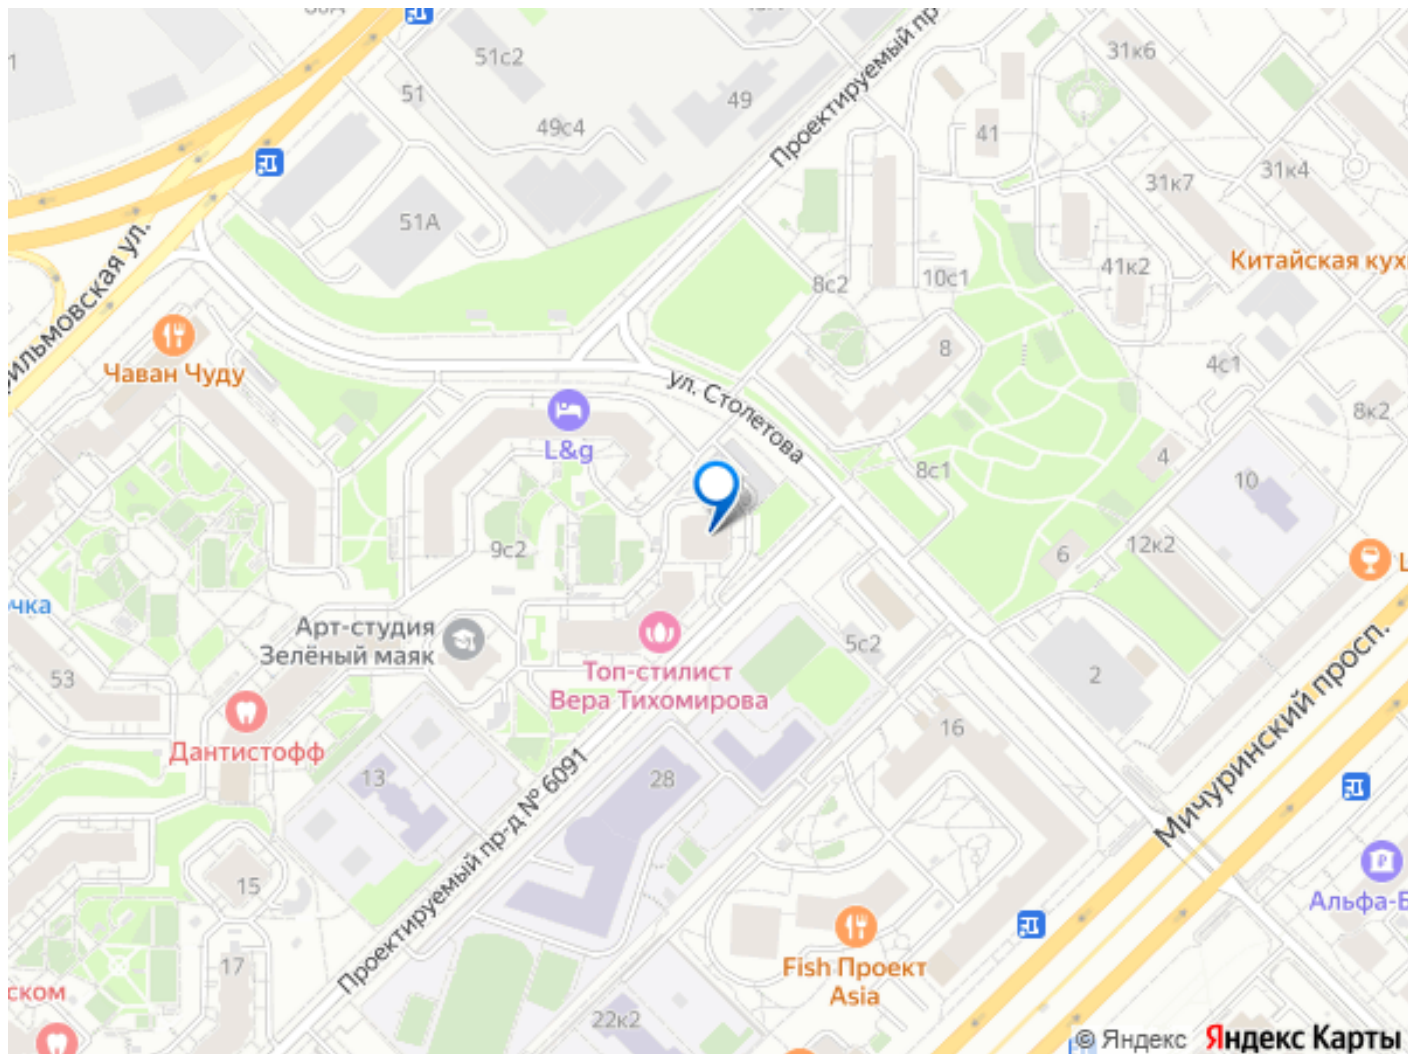 51с2
31к6
51
49
Проектируемый пр
49с4
41
31к4
31к7
51А
Китайская кух
41к2
10с1
8с2
ильмовская ул.
8
4с1
Чаван Чуду
ул. Столетова
8к2
L&g
4
8с1
10
9с2
12к2
6
чка
Арт-студия
Зелёный маяк
5с2
Топ-стилист
Вера Тихомирова
2
53
Мичуринский просп.
16
Дантистофф
13
28
Проектируемый пр-д № 6091
15
Альфа-Б
17
Fish Проект
Asia
ском
22к2
© Яндекс
Яндекс Карты